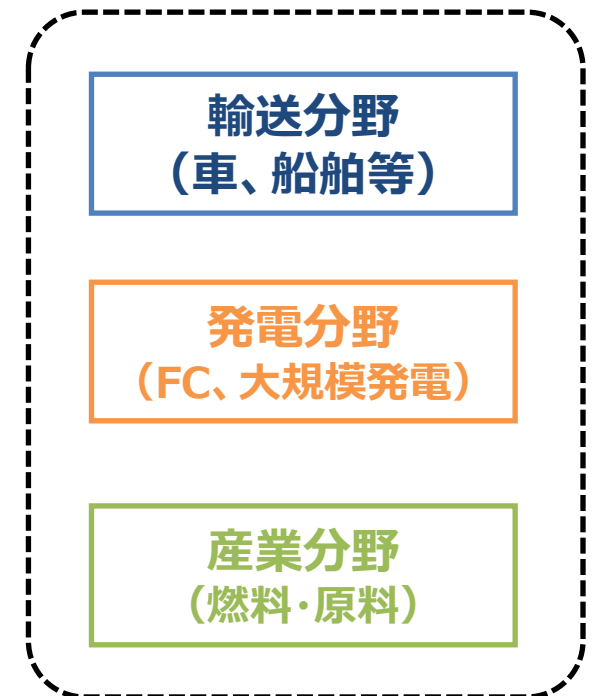 輸送分野
（車、船舶等）
発電分野
（FC、大規模発電）
産業分野
（燃料・原料）